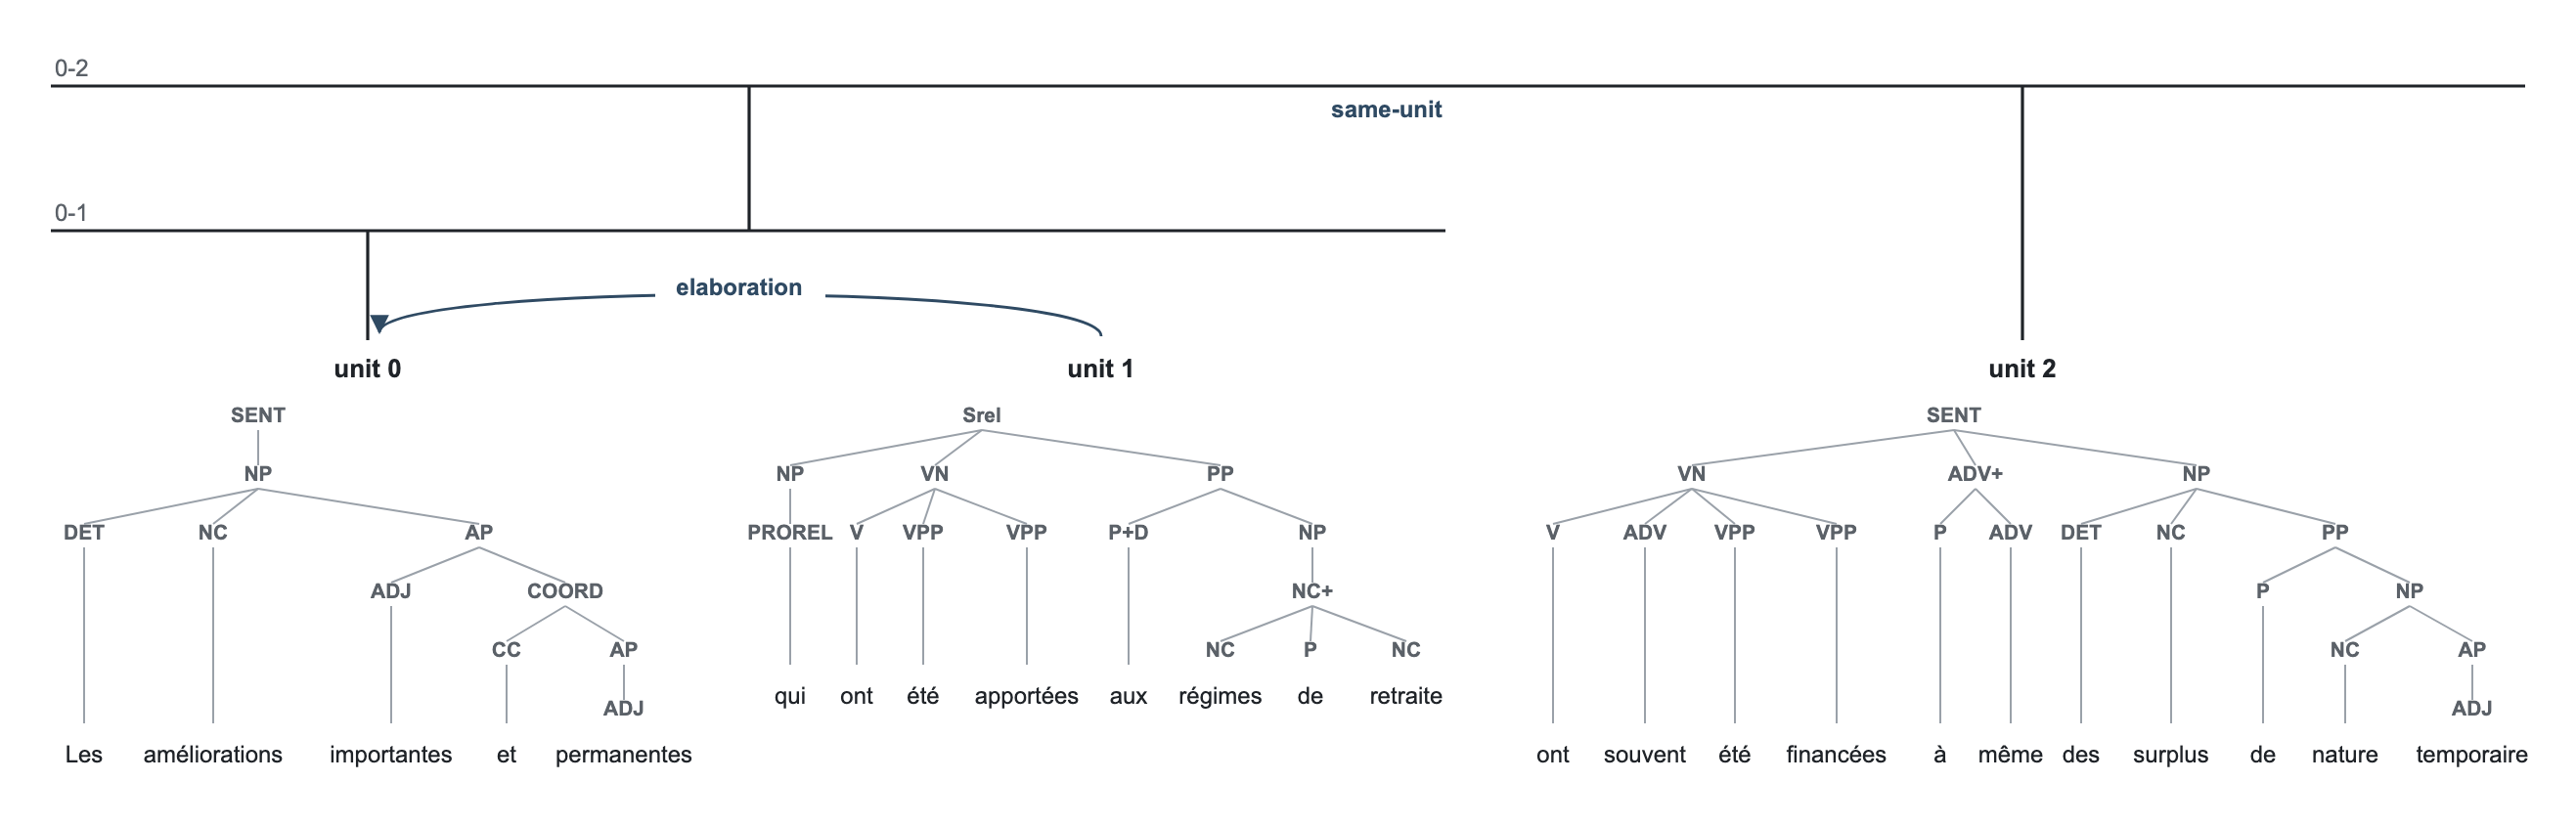 0-2
same-unit
0-1
elaboration
unit 0 unit 1 unit 2
SENT Srel SENT
NP NP VN PP VN ADV+ NP
DET NC AP PROREL V VPP VPP P+D NP V ADV VPP VPP P ADV DET NC PP
ADJ COORD NC+ P NP
CC AP NC P NC NC AP
qui ont été apportées aux régimes de retraite
ADJ ADJ
Les améliorations importantes et permanentes ont souvent été financées à même des surplus de nature temporaire